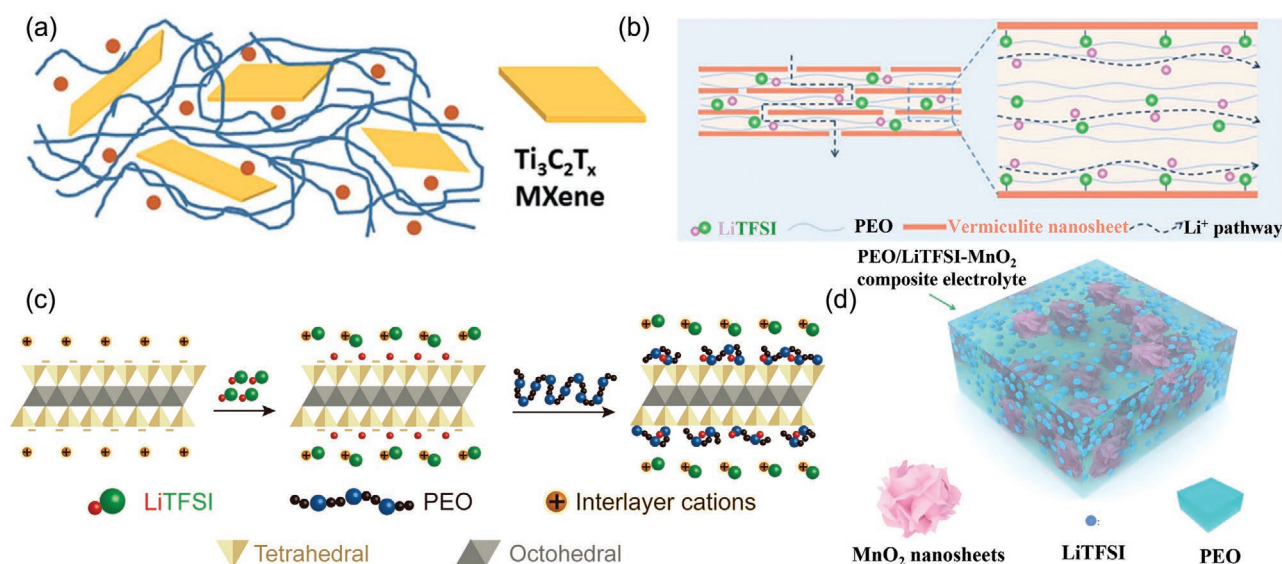 (a)
Ti₃C₂Tₓ
MXene
(b)
LiTFSI PEO Vermiculite nanosheet Li⁺ pathway
(c)
LiTFSI PEO Interlayer cations
Tetrahedral Octohedral
PEO/LiTFSI-MnO₂
composite electrolyte
(d)
MnO₂ nanosheets LiTFSI PEO